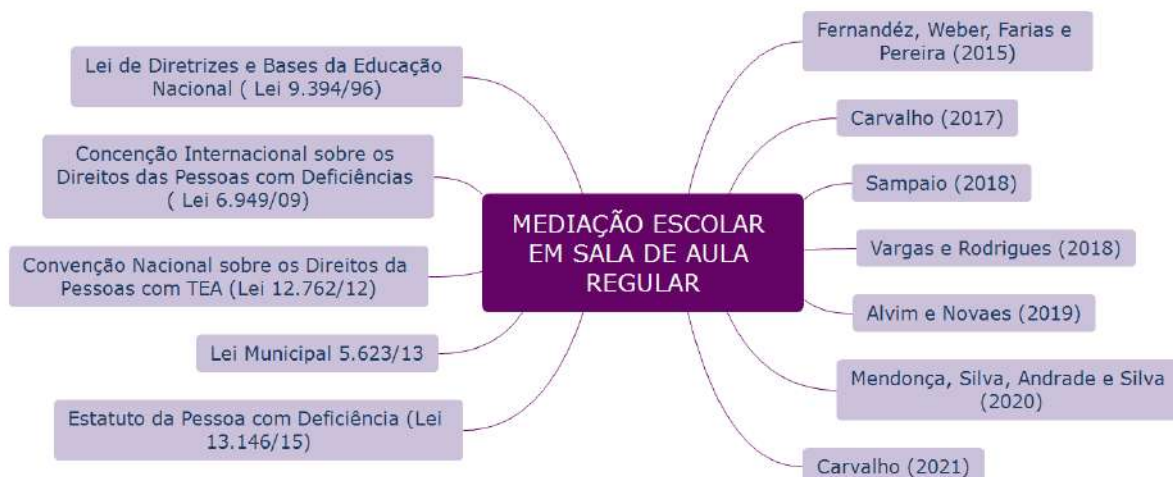 Lei de Diretrizes e Bases da Educação
Nacional ( Lei 9.394/96)
Concenção Internacional sobre os
Direitos das Pessoas com Deficiências
( Lei 6.949/09)
Convenção Nacional sobre os Direitos da
Pessoas com TEA (Lei 12.762/12)
Lei Municipal 5.623/13
Estatuto da Pessoa com Deficiência (Lei
13.146/15)
MEDIAÇÃO ESCOLAR
EM SALA DE AULA
REGULAR
Fernandéz, Weber, Farias e
Pereira (2015)
Carvalho (2017)
Sampaio (2018)
Vargas e Rodrigues (2018)
Alvim e Novaes (2019)
Mendonça, Silva, Andrade e Silva
(2020)
Carvalho (2021)